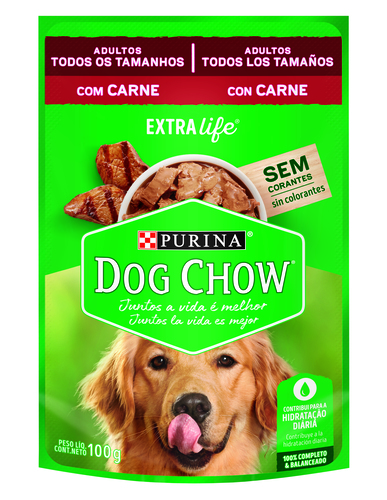 ADULTOS
TODOS OS TAMANHOS
COM CARNE
ADULTOS
TODOS LOS TAMAÑOS
CON CARNE
EXTRA life®
SEM
CORANTES
sin colorantes
PURINA®
DOG CHOW®
Juntos a vida é melhor
Juntos la vida es mejor
CONTRIBUI PARA A
HIDRATAÇÃO
DIÁRIA
Contribuye a la
hidratación diaria
100% COMPLETO
& BALANCEADO
PESO LÍQ.
CONT. NETO 100g